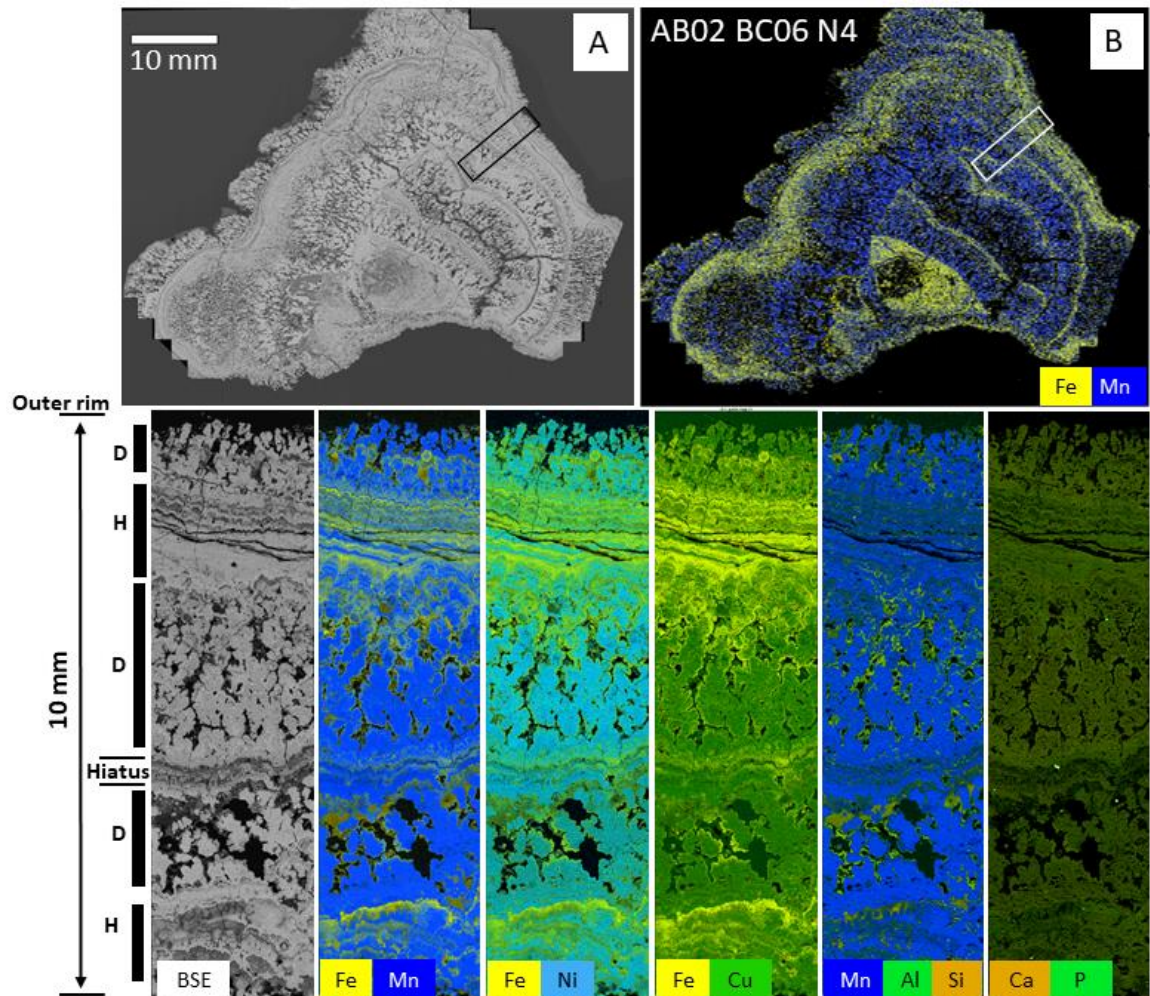 A
10 mm
AB02 BC06 N4
B
Fe Mn
Outer rim
D
H
D
10 mm
Hiatus
D
H
BSE
Fe Mn
Fe Ni
Fe Cu
Mn Al Si
Ca P